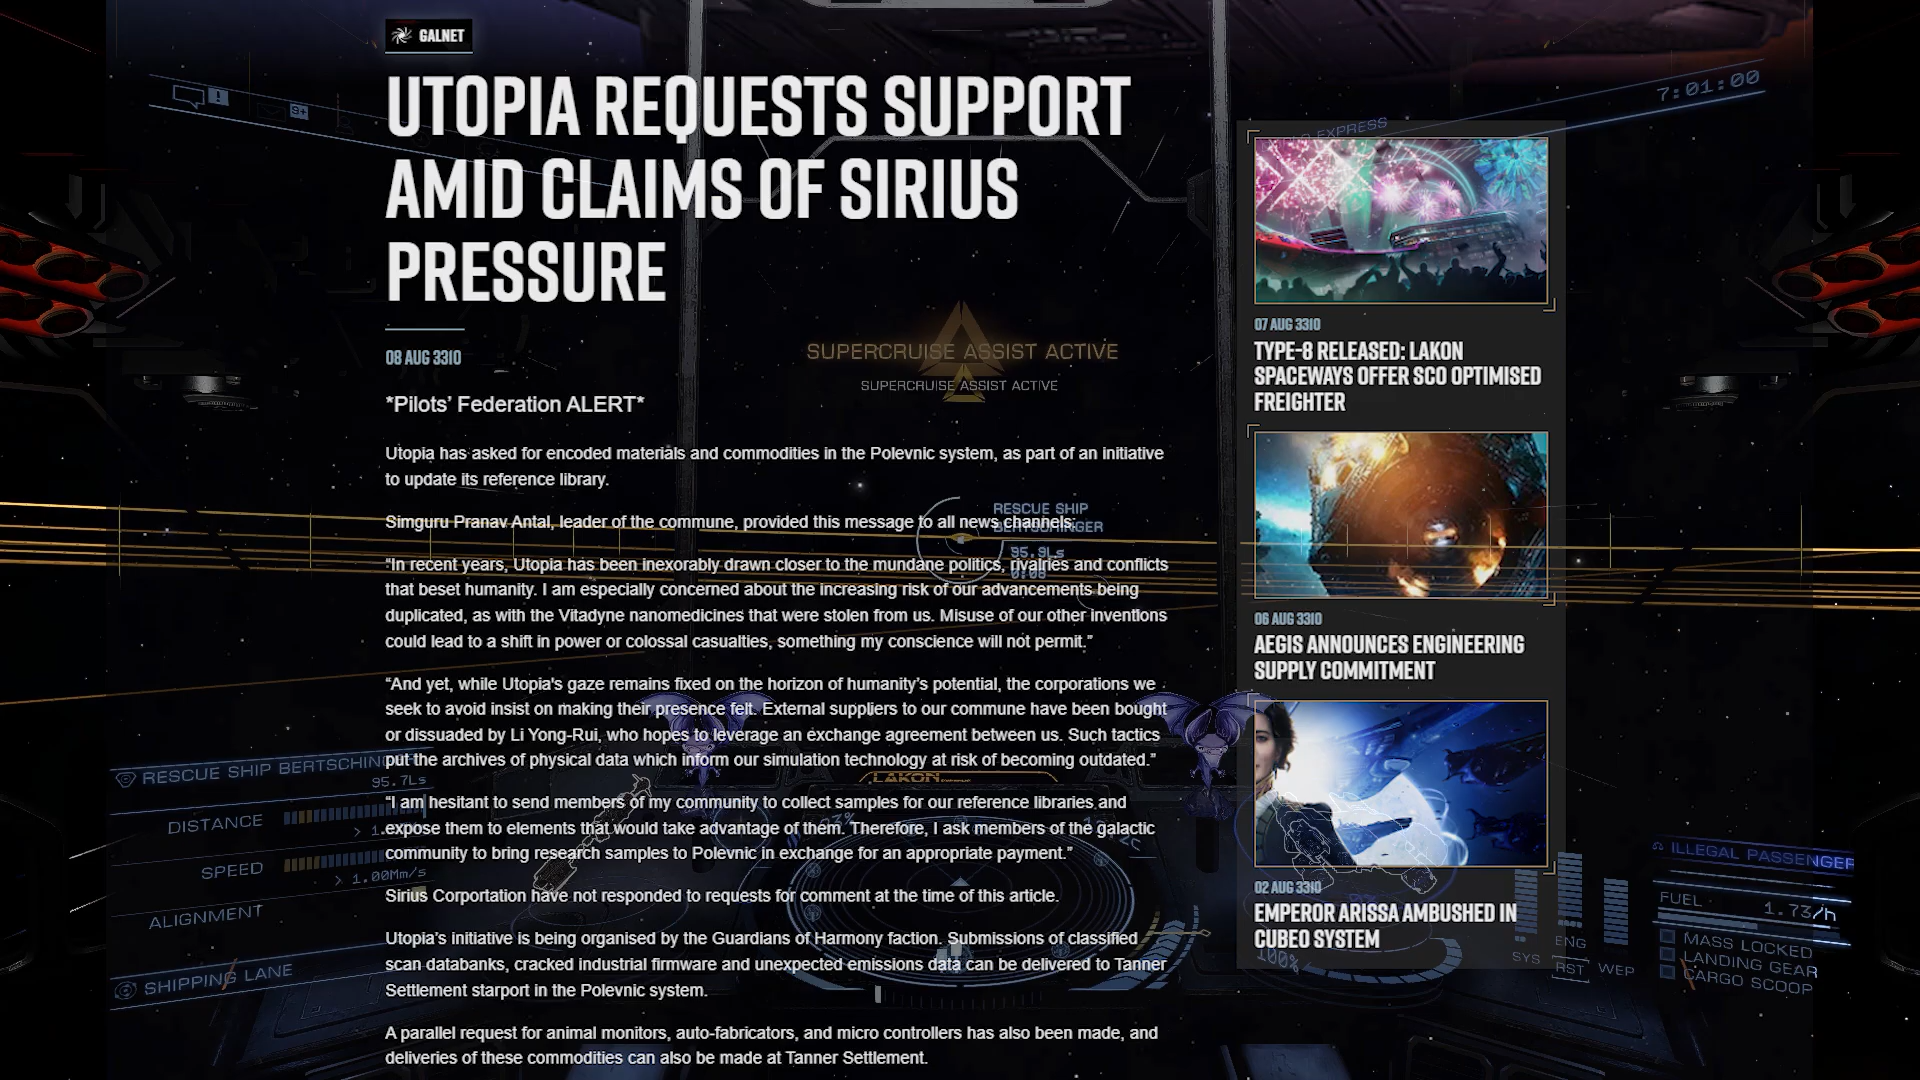 GALNET
UTOPIA REQUESTS SUPPORT
AMID CLAIMS OF SIRIUS
PRESSURE
08 AUG 3310
*Pilots’ Federation ALERT*
Utopia has asked for encoded materials and commodities in the Polevnic system, as part of an initiative
to update its reference library.
Simguru Pranav Antal, leader of the commune, provided this message to all news channels:
“In recent years, Utopia has been inexorably drawn closer to the mundane politics, rivalries and conflicts
that beset humanity. I am especially concerned about the increasing risk of our advancements being
duplicated, as with the Vitadyne nanomedicines that were stolen from us. Misuse of our other inventions
could lead to a shift in power or colossal casualties, something my conscience will not permit.”
“And yet, while Utopia's gaze remains fixed on the horizon of humanity’s potential, the corporations we
seek to avoid insist on making their presence felt. External suppliers to our commune have been bought
or dissuaded by Li Yong-Rui, who hopes to leverage an exchange agreement between us. Such tactics
put the archives of physical data which inform our simulation technology at risk of becoming outdated.”
“I am hesitant to send members of my community to collect samples for our reference libraries and
expose them to elements that would take advantage of them. Therefore, I ask members of the galactic
community to bring research samples to Polevnic in exchange for an appropriate payment.”
Sirius Corportation have not responded to requests for comment at the time of this article.
Utopia’s initiative is being organised by the Guardians of Harmony faction. Submissions of classified
scan databanks, cracked industrial firmware and unexpected emissions data can be delivered to Tanner
Settlement starport in the Polevnic system.
A parallel request for animal monitors, auto-fabricators, and micro controllers has also been made, and
deliveries of these commodities can also be made at Tanner Settlement.
07 AUG 3310
TYPE-8 RELEASED: LAKON
SPACEWAYS OFFER SCO OPTIMISED
FREIGHTER
06 AUG 3310
AEGIS ANNOUNCES ENGINEERING
SUPPLY COMMITMENT
02 AUG 3310
EMPEROR ARISSA AMBUSHED IN
CUBEO SYSTEM
7:01:00
9+
EXPRESS
SUPERCRUISE ASSIST ACTIVE
SUPERCRUISE ASSIST ACTIVE
RESCUE SHIP
BERTSCHINGER
95.9Ls
0:08
LAKON
RESCUE SHIP BERTSCHING
95.7Ls
DISTANCE
SPEED
> 1.00Mm/s
ALIGNMENT
SHIPPING LANE
100%
SYS
ENG
RST
WEP
ILLEGAL PASSENGER
FUEL
1.73/h
MASS LOCKED
LANDING GEAR
CARGO SCOOP